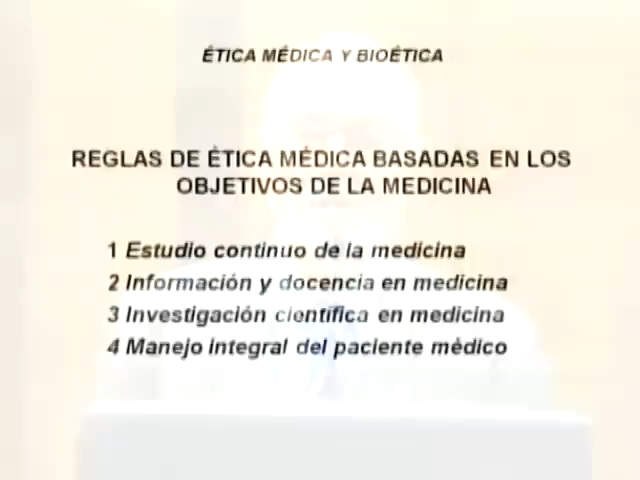 ÉTICA MÉDICA Y BIOÉTICA
REGLAS DE ÉTICA MÉDICA BASADAS EN LOS
OBJETIVOS DE LA MEDICINA
1 Estudio continuo de la medicina
2 Información y docencia en medicina
3 Investigación científica en medicina
4 Manejo integral del paciente médico